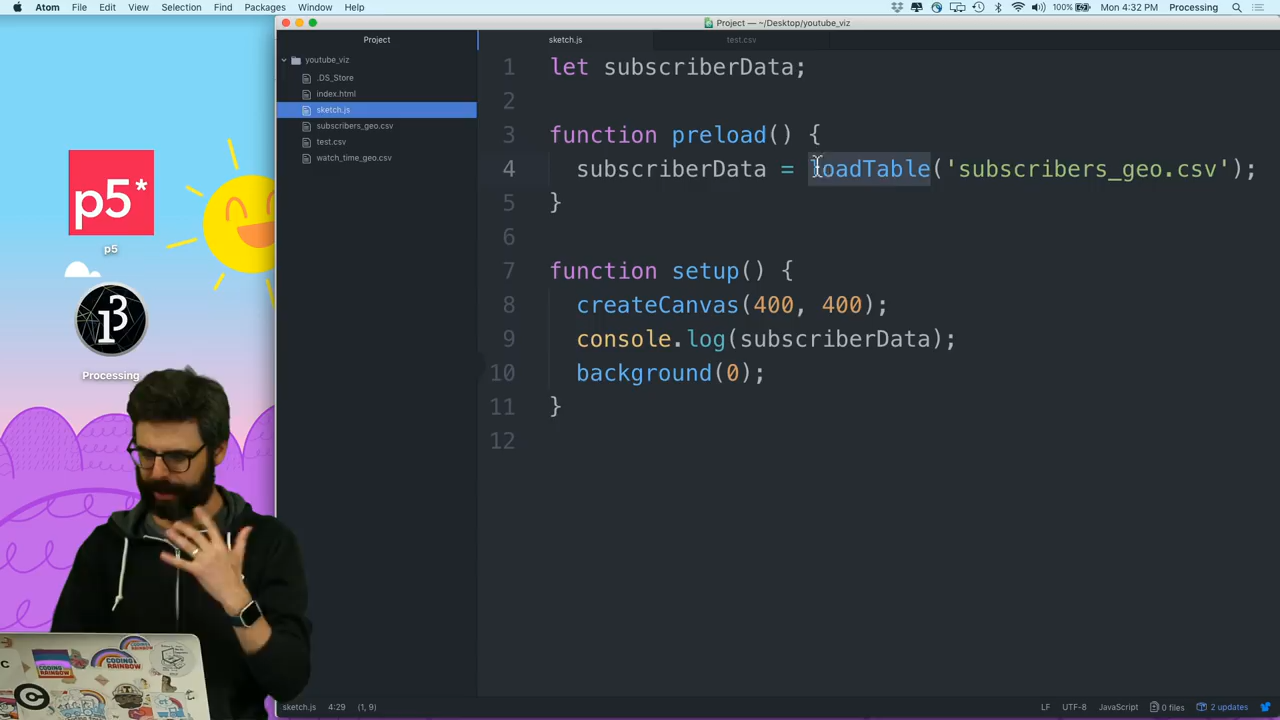 Atom File Edit View Selection Find Packages Window Help
100% Mon 4:32 PM Processing
Project — ~/Desktop/youtube_viz
Project
sketch.js
test.csv
youtube_viz
.DS_Store
index.html
sketch.js
subscribers_geo.csv
test.csv
watch_time_geo.csv
1 let subscriberData;
2
3 function preload() {
4 subscriberData = loadTable('subscribers_geo.csv');
5 }
6
7 function setup() {
8 createCanvas(400, 400);
9 console.log(subscriberData);
10 background(0);
11 }
12
p5*
p5
Processing
CODING RAINBOW
sketch.js 4:29 (1, 9)
LF UTF-8 JavaScript 0 files 2 updates